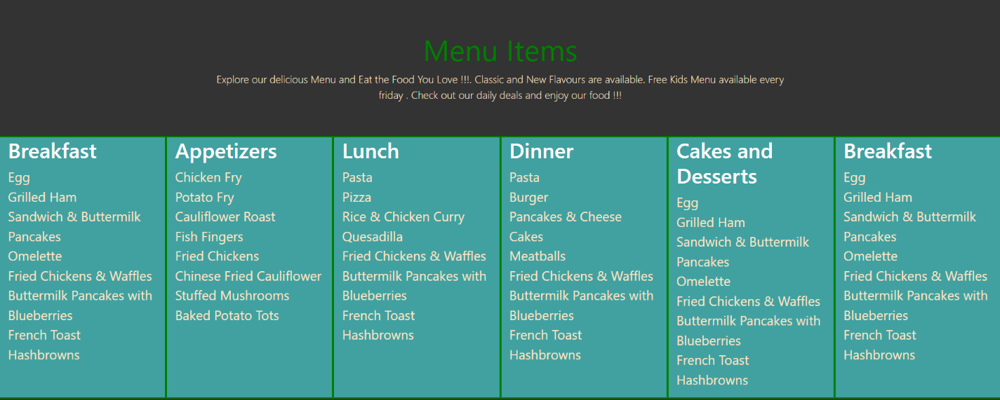 Menu Items
Explore our delicious Menu and Eat the Food You Love !!!. Classic and New Flavours are available. Free Kids Menu available every
friday . Check out our daily deals and enjoy our food !!!
Breakfast
Egg
Grilled Ham
Sandwich & Buttermilk
Pancakes
Omelette
Fried Chickens & Waffles
Buttermilk Pancakes with
Blueberries
French Toast
Hashbrowns
Appetizers
Chicken Fry
Potato Fry
Cauliflower Roast
Fish Fingers
Fried Chickens
Chinese Fried Cauliflower
Stuffed Mushrooms
Baked Potato Tots
Lunch
Pasta
Pizza
Rice & Chicken Curry
Quesadilla
Fried Chickens & Waffles
Buttermilk Pancakes with
Blueberries
French Toast
Hashbrowns
Dinner
Pasta
Burger
Pancakes & Cheese
Cakes
Meatballs
Fried Chickens & Waffles
Buttermilk Pancakes with
Blueberries
French Toast
Hashbrowns
Cakes and
Desserts
Egg
Grilled Ham
Sandwich & Buttermilk
Pancakes
Omelette
Fried Chickens & Waffles
Buttermilk Pancakes with
Blueberries
French Toast
Hashbrowns
Breakfast
Egg
Grilled Ham
Sandwich & Buttermilk
Pancakes
Omelette
Fried Chickens & Waffles
Buttermilk Pancakes with
Blueberries
French Toast
Hashbrowns